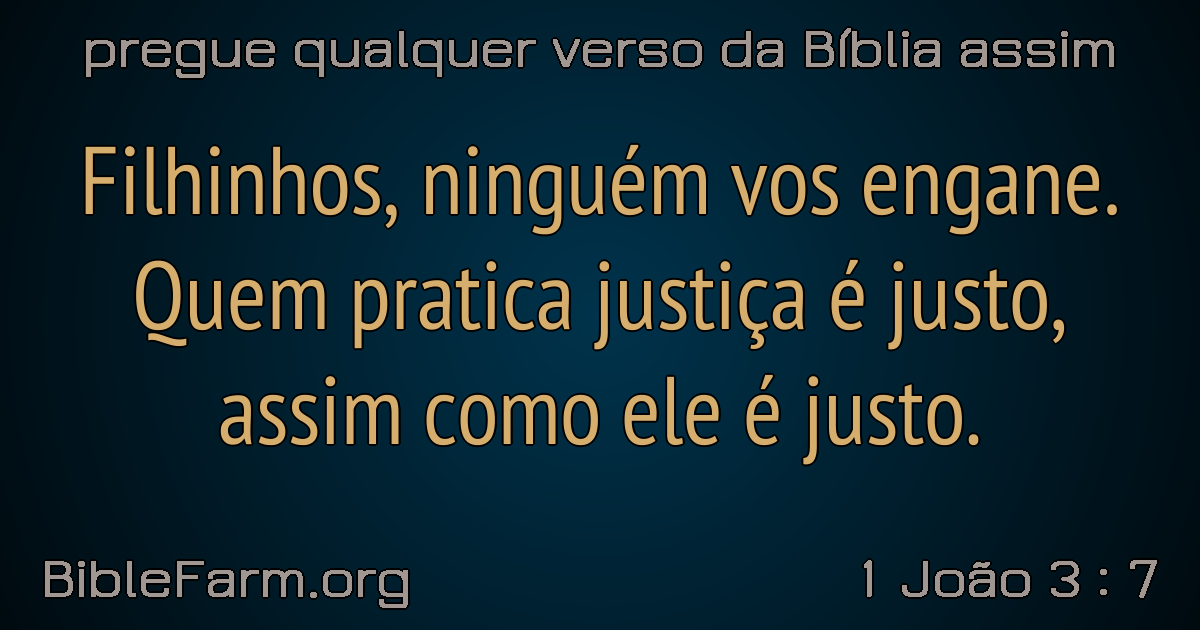 pregue qualquer verso da Bíblia assim
Filhinhos, ninguém vos engane.
Quem pratica justiça é justo,
assim como ele é justo.
BibleFarm.org
1 João 3 : 7